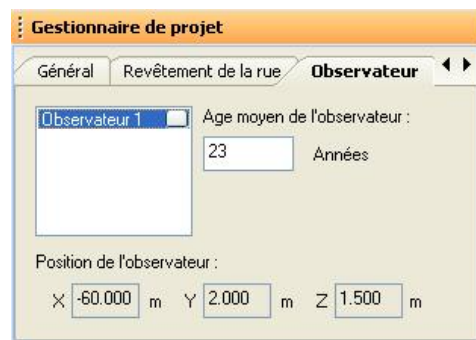 Gestionnaire de projet
Général Revêtement de la rue Observateur
Observateur 1
Age moyen de l'observateur :
23 Années
Position de l'observateur :
X -60.000 m Y 2.000 m Z 1.500 m